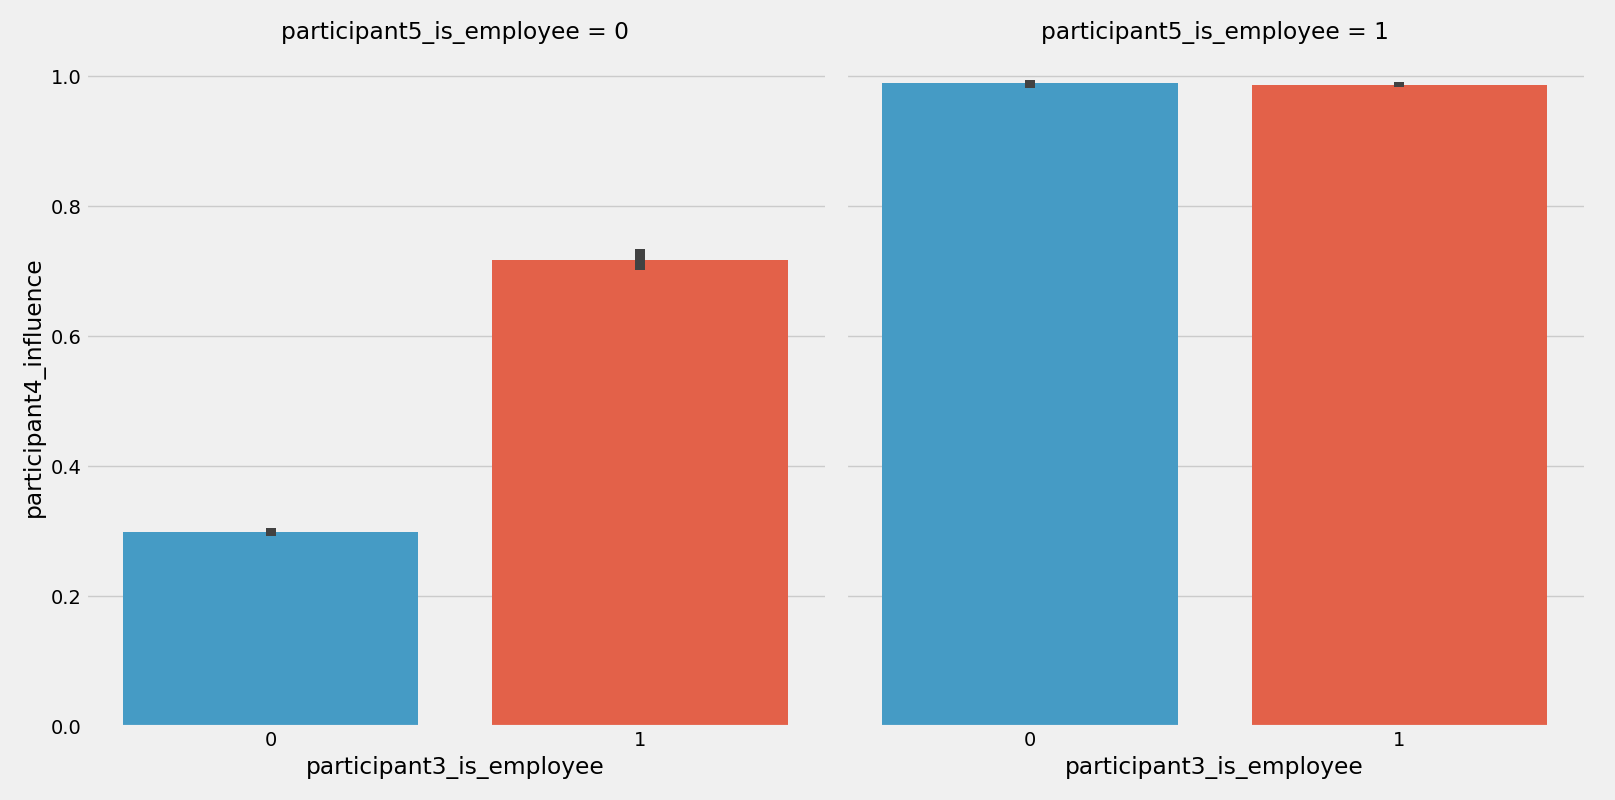 participant5_is_employee = 0
participant5_is_employee = 1
participant4_influence
1.0
0.8
0.6
0.4
0.2
0.0
0
1
0
1
participant3_is_employee
participant3_is_employee